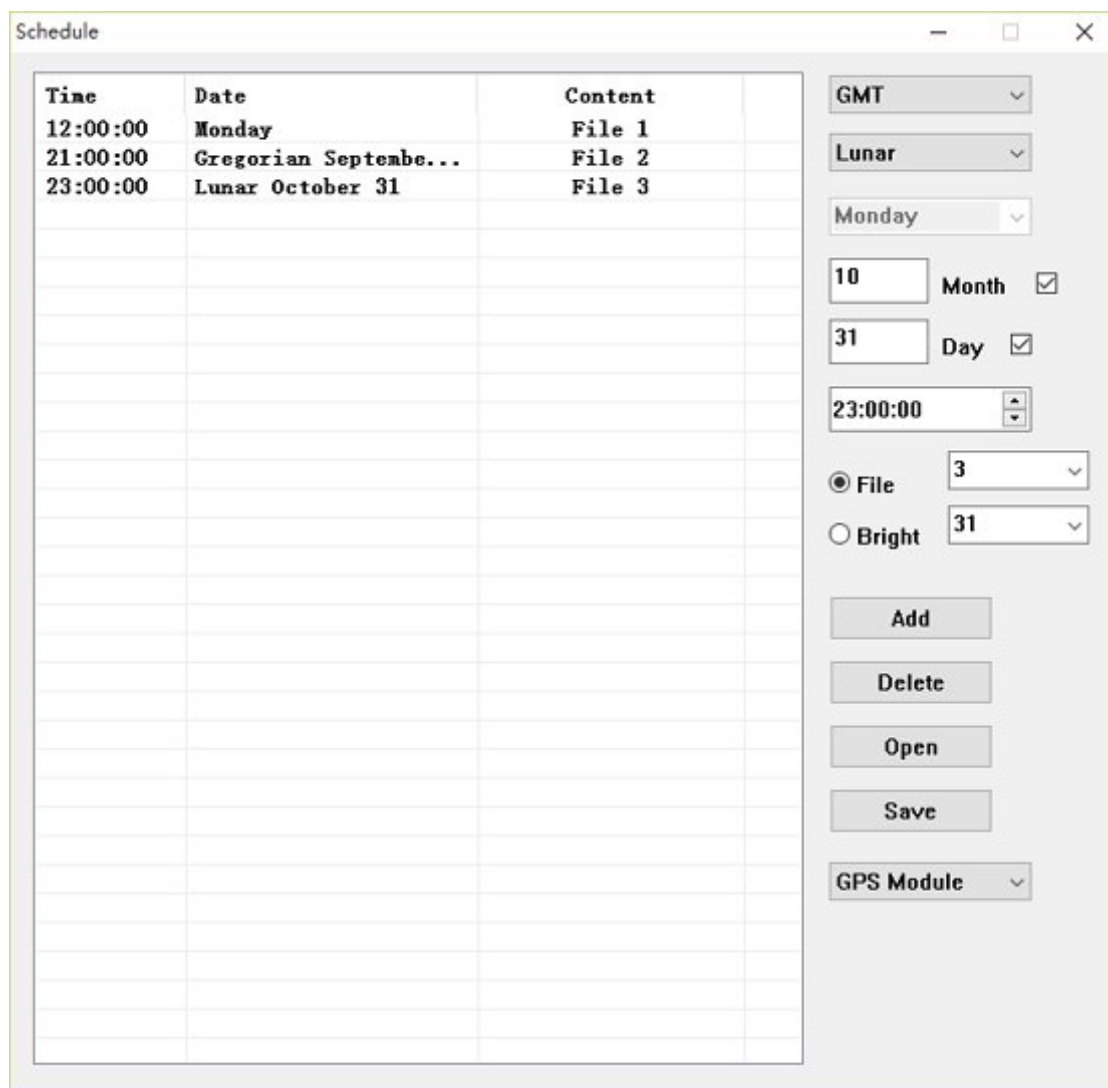 Schedule
Time Date Content
12:00:00 Monday File 1
21:00:00 Gregorian Septembe... File 2
23:00:00 Lunar October 31 File 3
GMT
Lunar
Monday
10 Month
31 Day
23:00:00
File 3
Bright 31
Add
Delete
Open
Save
GPS Module